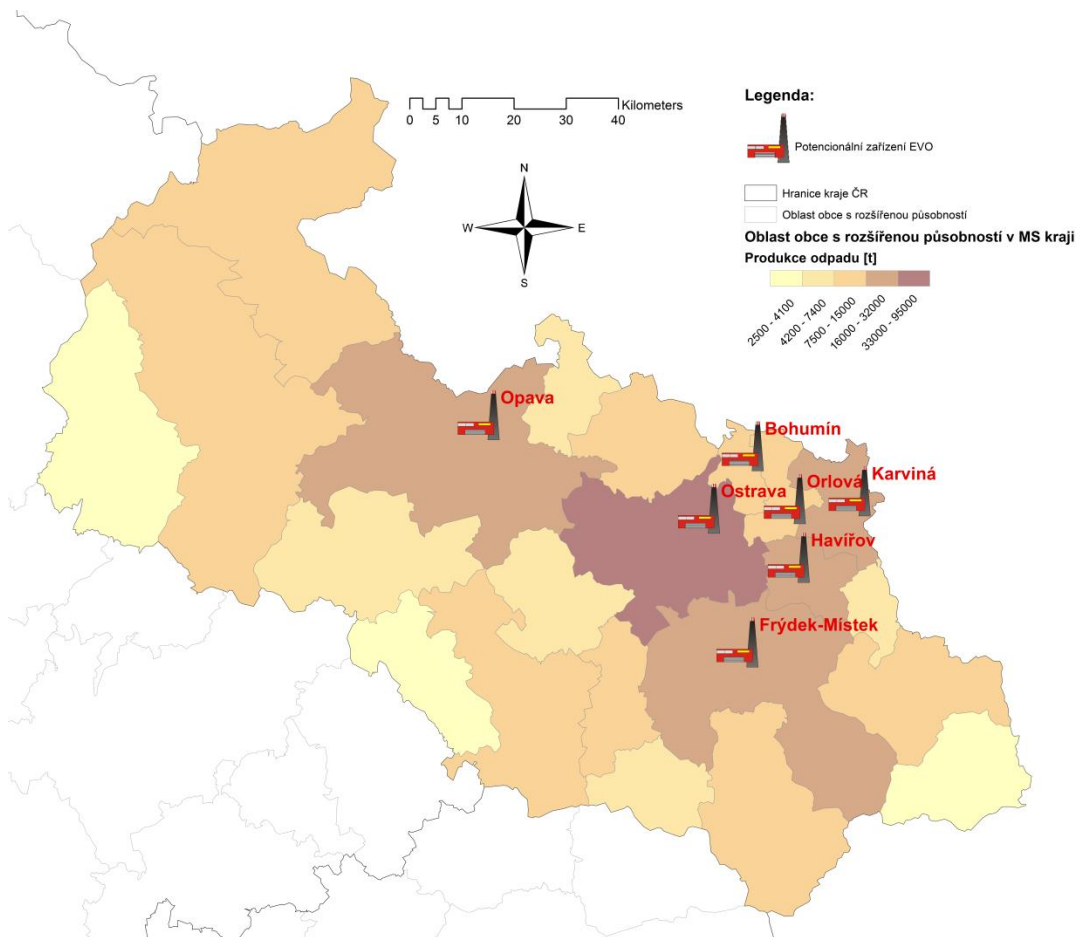 Kilometers
0 5 10 20 30 40
N
W E
S
Legenda:
Potencionální zařízení EVO
Hranice kraje ČR
Oblast obce s rozšířenou působností
Oblast obce s rozšířenou působností v MS kraji
Produkce odpadu [t]
2500 - 4100
4200 - 7400
7500 - 15000
16000 - 32000
33000 - 95000
Opava
Bohumín
Karviná
Orlová
Ostrava
Havířov
Frýdek-Místek